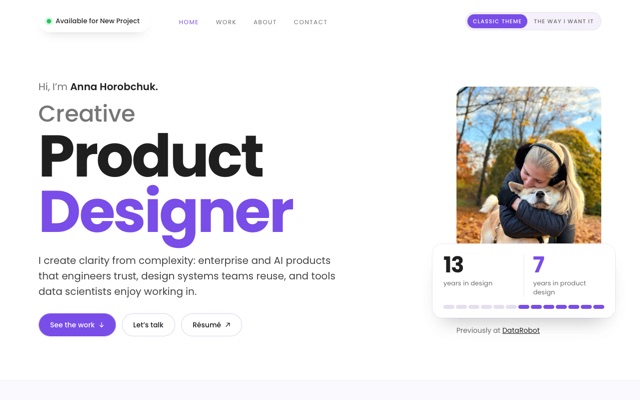 Available for New Project
HOME
WORK
ABOUT
CONTACT
CLASSIC THEME
THE WAY I WANT IT
Hi, I’m Anna Horobchuk.
Creative
Product
Designer
I create clarity from complexity: enterprise and AI products
that engineers trust, design systems teams reuse, and tools
data scientists enjoy working in.
See the work ↓
Let’s talk
Résumé ↗
13
years in design
7
years in product
design
Previously at DataRobot